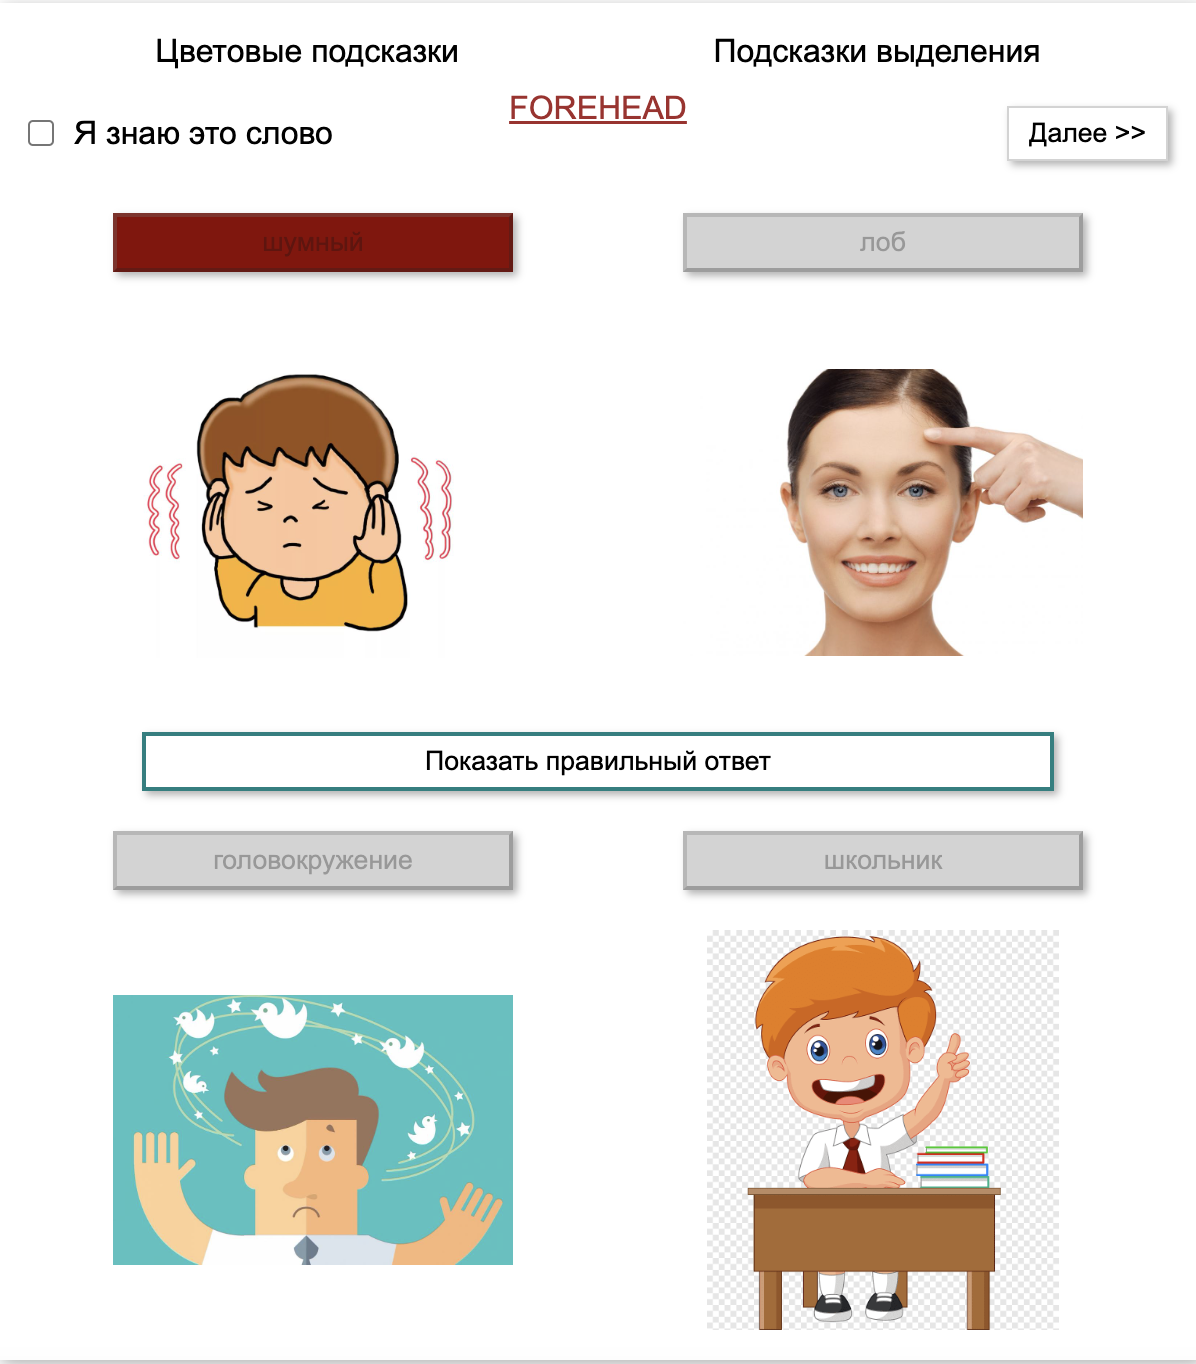 Цветовые подсказки
Подсказки выделения
FOREHEAD
Я знаю это слово
Далее >>
шумный
лоб
Показать правильный ответ
головокружение
школьник